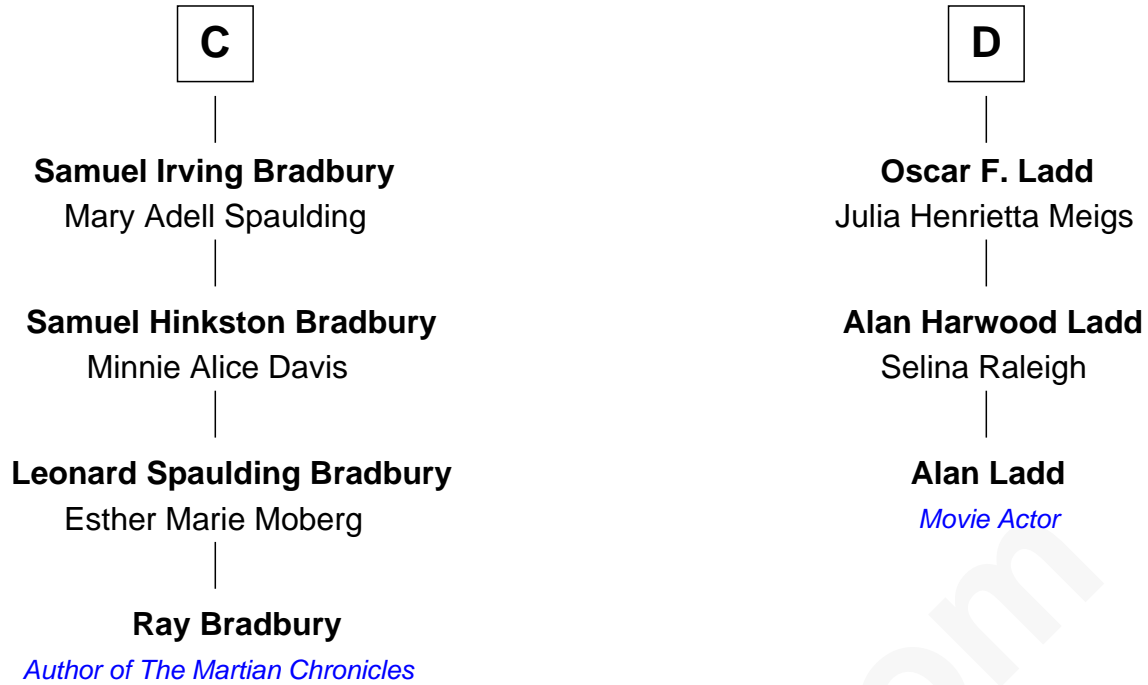 C
Samuel Irving Bradbury
Mary Adell Spaulding
Samuel Hinkston Bradbury
Minnie Alice Davis
Leonard Spaulding Bradbury
Esther Marie Moberg
Ray Bradbury
Author of The Martian Chronicles
D
Oscar F. Ladd
Julia Henrietta Meigs
Alan Harwood Ladd
Selina Raleigh
Alan Ladd
Movie Actor